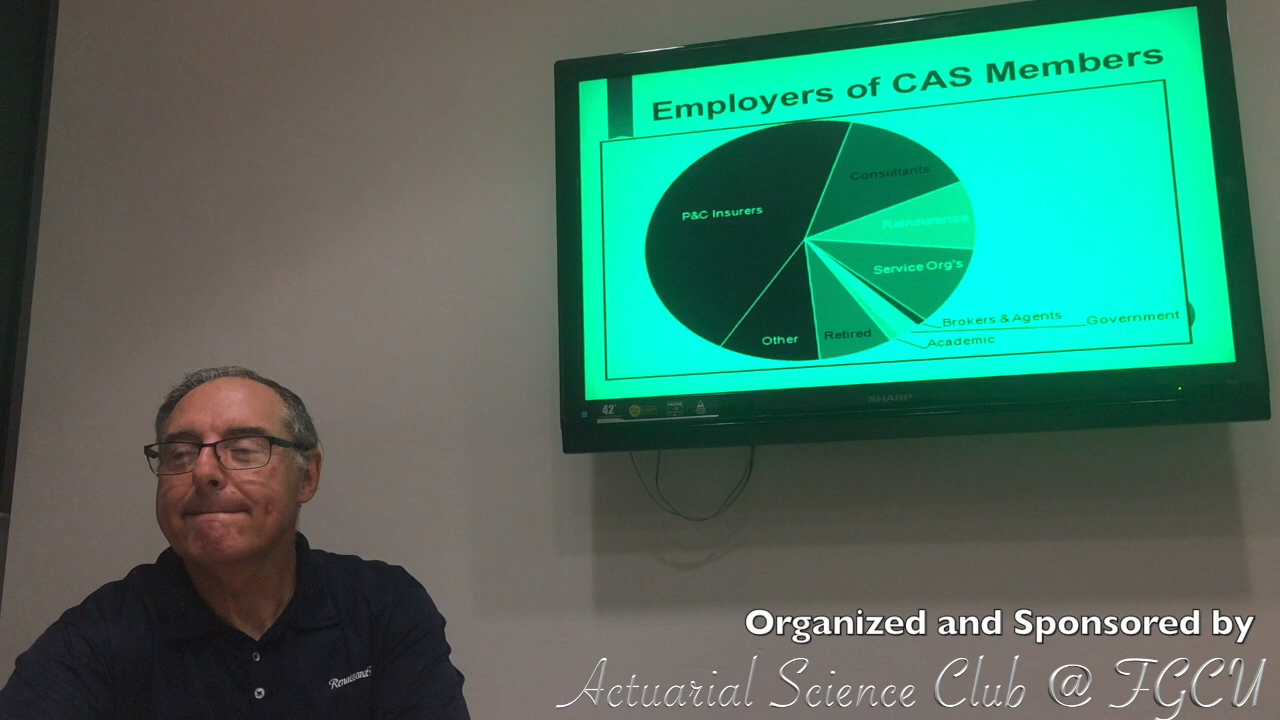 Employers of CAS Members
Consultants
P&C Insurers
Reinsurance
Service Org's
Brokers & Agents
Government
Other
Retired
Academic
SHARP
Organized and Sponsored by
Actuarial Science Club @ FGCU